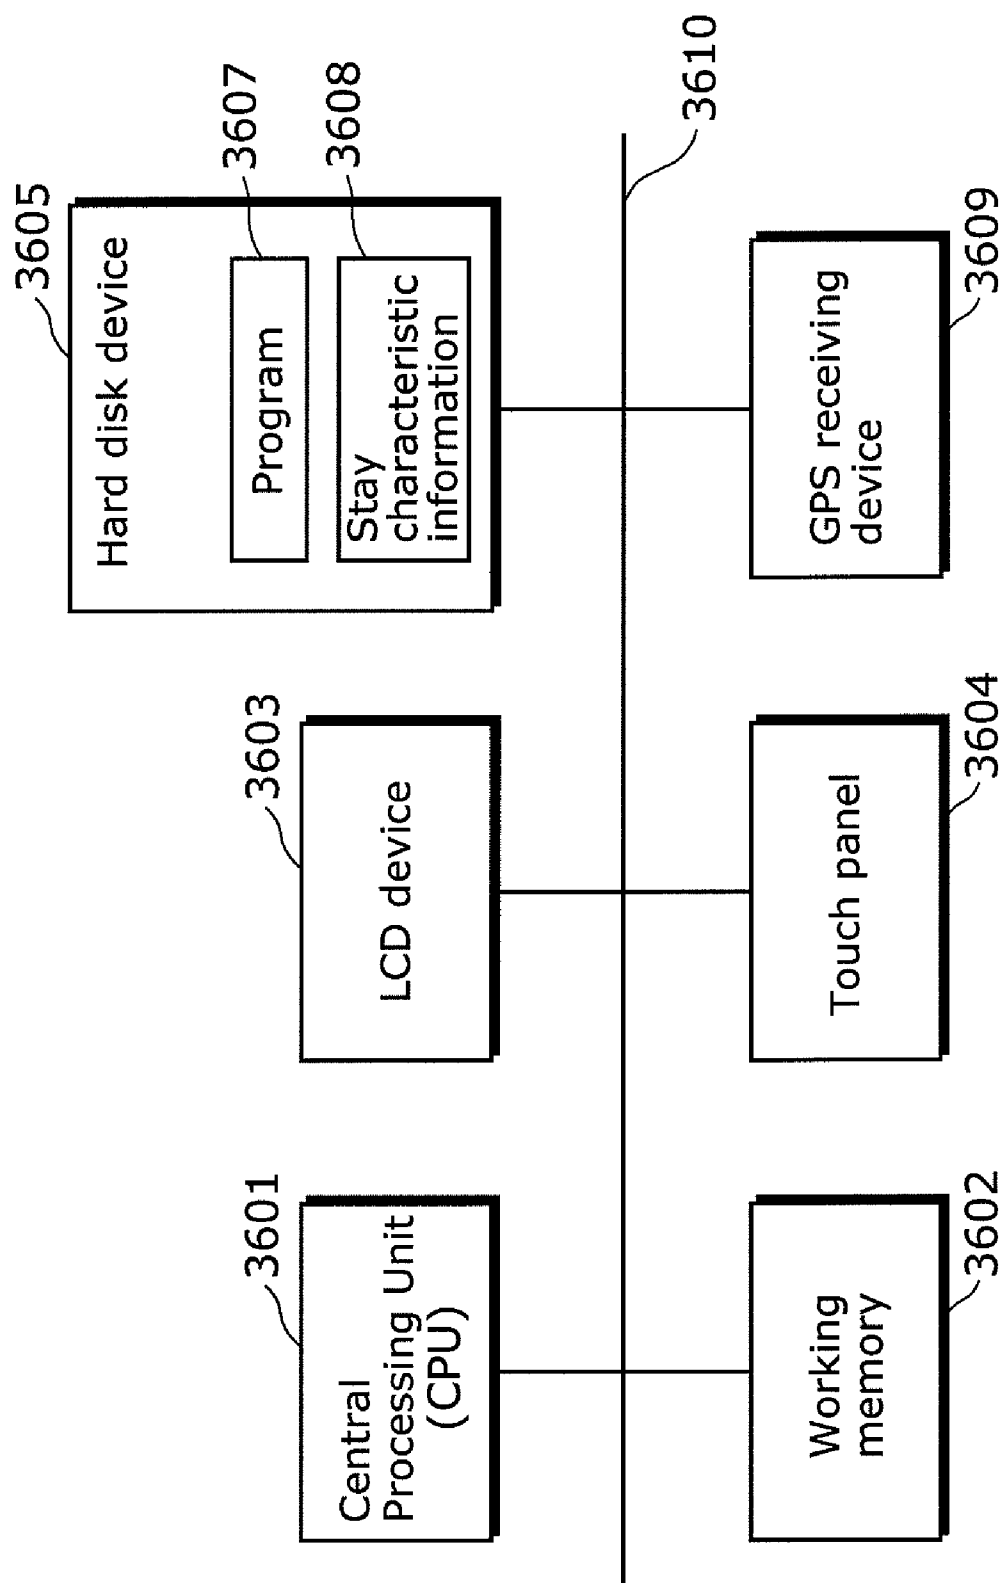 3601
Central
Processing Unit
(CPU)
3603
LCD device
3605
Hard disk device
3607
Program
3608
Stay
characteristic
information
3610
Working
memory
3602
Touch panel
3604
GPS receiving
device
3609